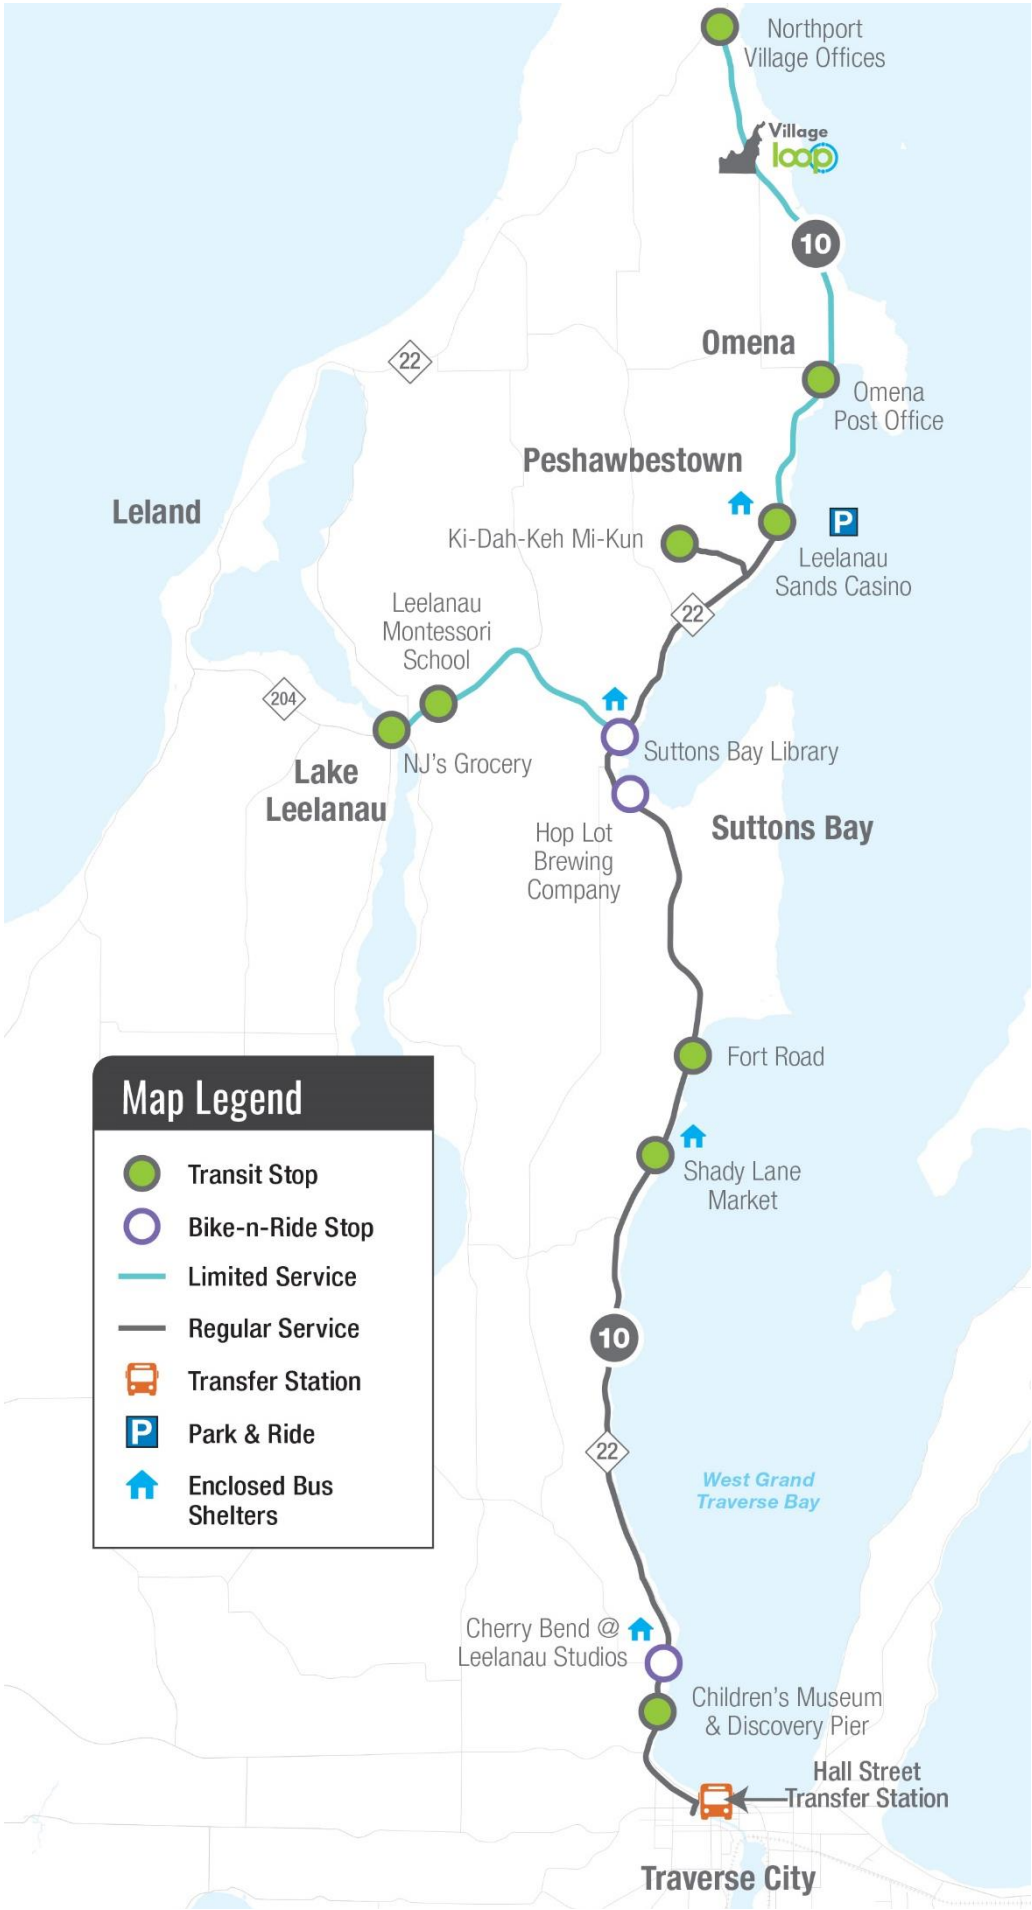 Northport
Village Offices
Village
loop
10
Omena
22
Omena
Post Office
Peshawbestown
Leland
P
Ki-Dah-Keh Mi-Kun
Leelanau
Sands Casino
Leelanau
Montessori
School
22
204
Suttons Bay Library
NJ's Grocery
Lake
Leelanau
Suttons Bay
Hop Lot
Brewing
Company
Fort Road
Map Legend
Transit Stop
Bike-n-Ride Stop
Limited Service
Regular Service
Transfer Station
P
Park & Ride
Enclosed Bus
Shelters
Shady Lane
Market
10
22
West Grand
Traverse Bay
Cherry Bend @
Leelanau Studios
Children's Museum
& Discovery Pier
Hall Street
Transfer Station
Traverse City